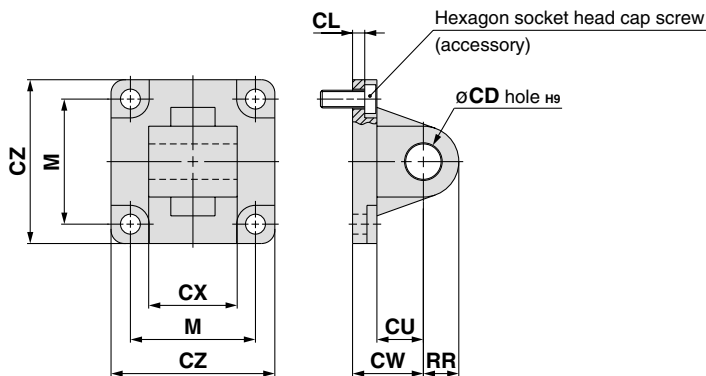 CL
Hexagon socket head cap screw
(accessory)
øCD hole H9
CZ
M
CX
M
CZ
CU
CW
RR